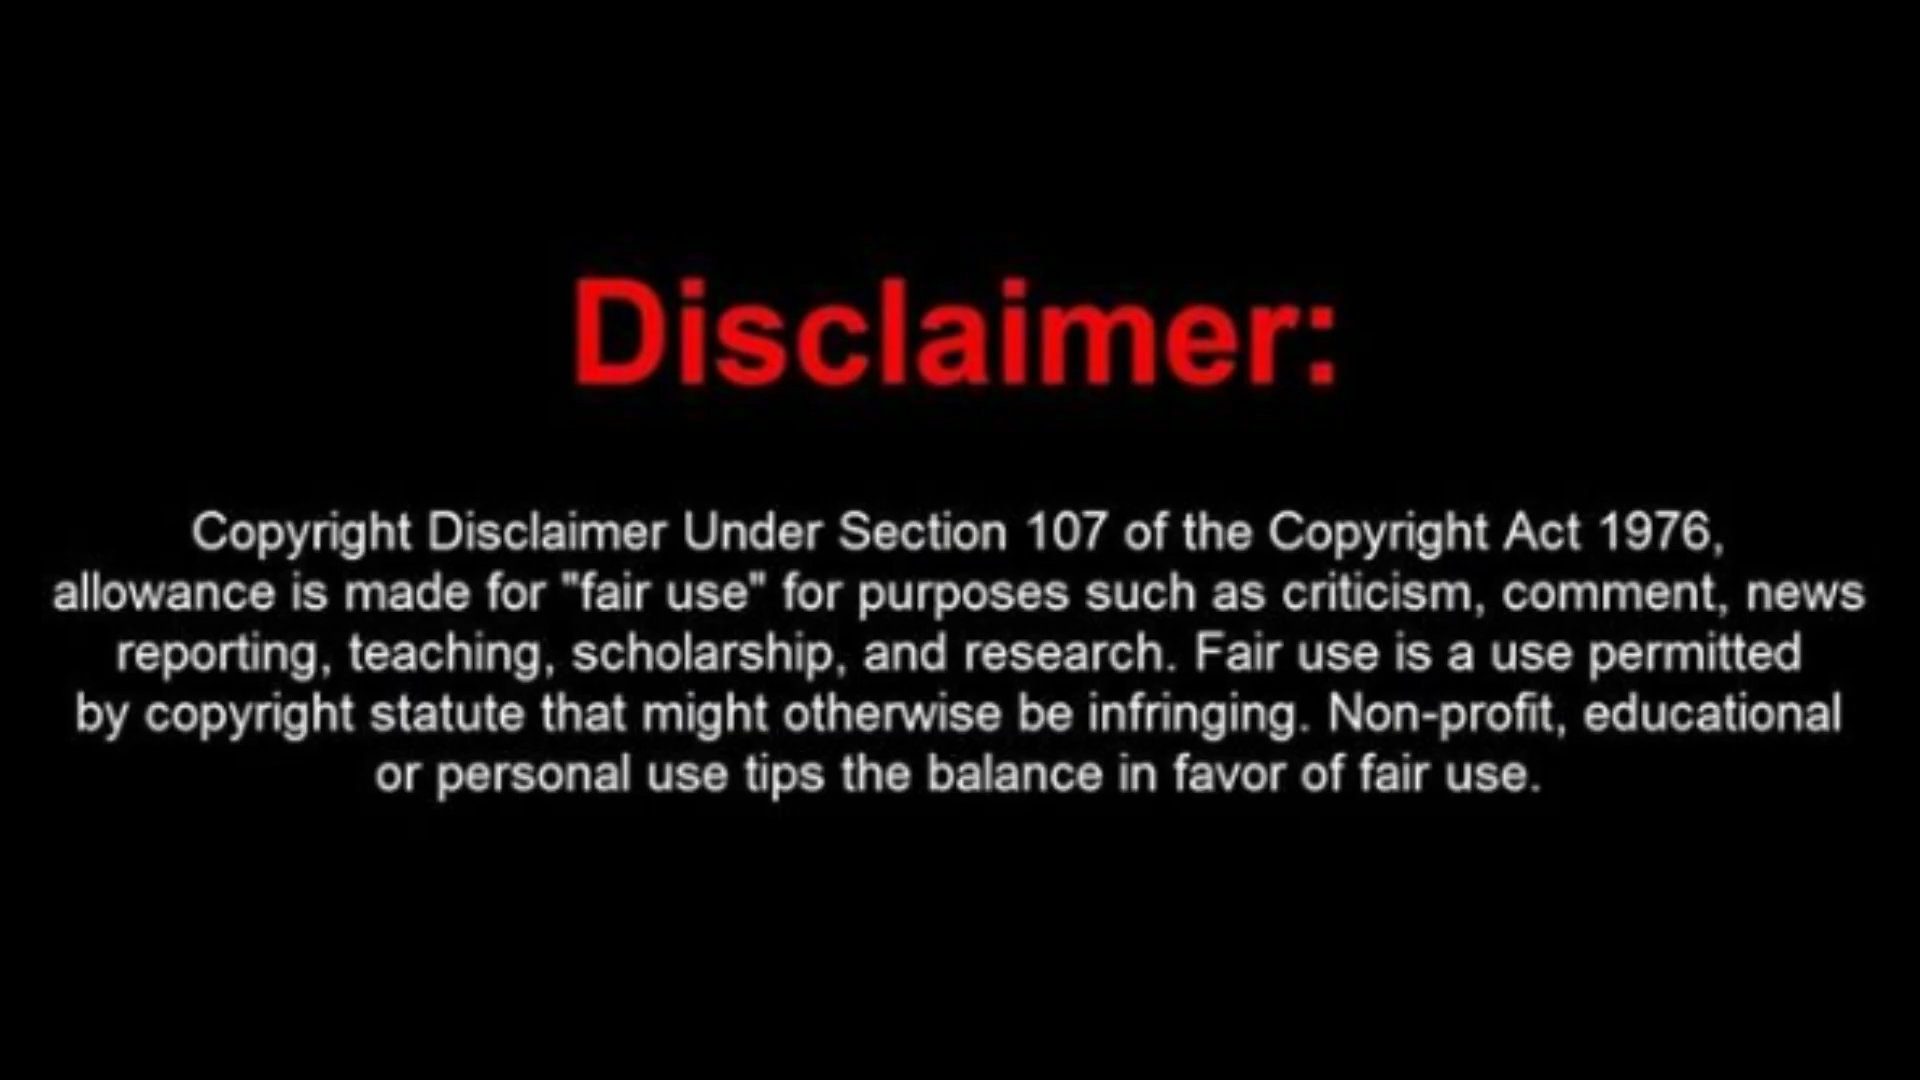 Disclaimer:
Copyright Disclaimer Under Section 107 of the Copyright Act 1976,
allowance is made for "fair use" for purposes such as criticism, comment, news
reporting, teaching, scholarship, and research. Fair use is a use permitted
by copyright statute that might otherwise be infringing. Non-profit, educational
or personal use tips the balance in favor of fair use.